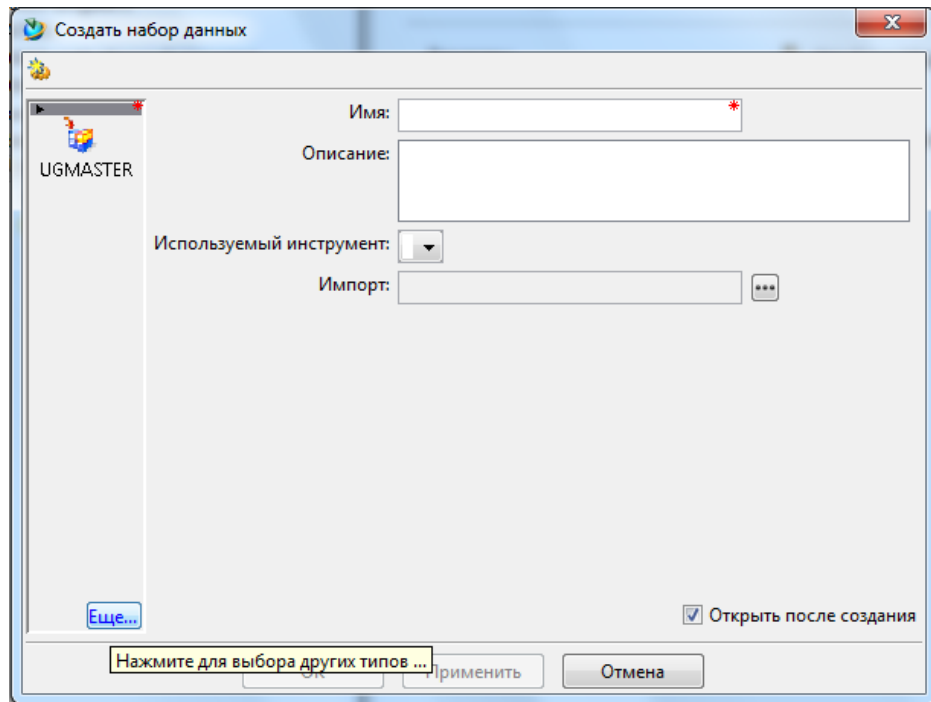 Создать набор данных
Имя:
UGMASTER
Описание:
Используемый инструмент:
Импорт:
Еще...
Открыть после создания
Нажмите для выбора других типов ...
Применить
Отмена